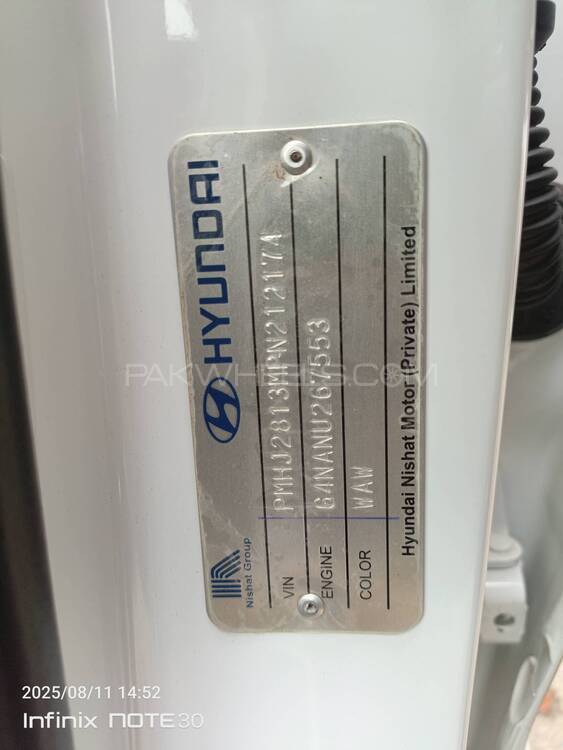 HYUNDAI
Nishat Group
VIN PMHJ2813MPN212174
ENGINE G4NANU267553
COLOR WAW
Hyundai Nishat Motor (Private) Limited
PAKWHEELS.COM
2025/08/11 14:52
Infinix NOTE30